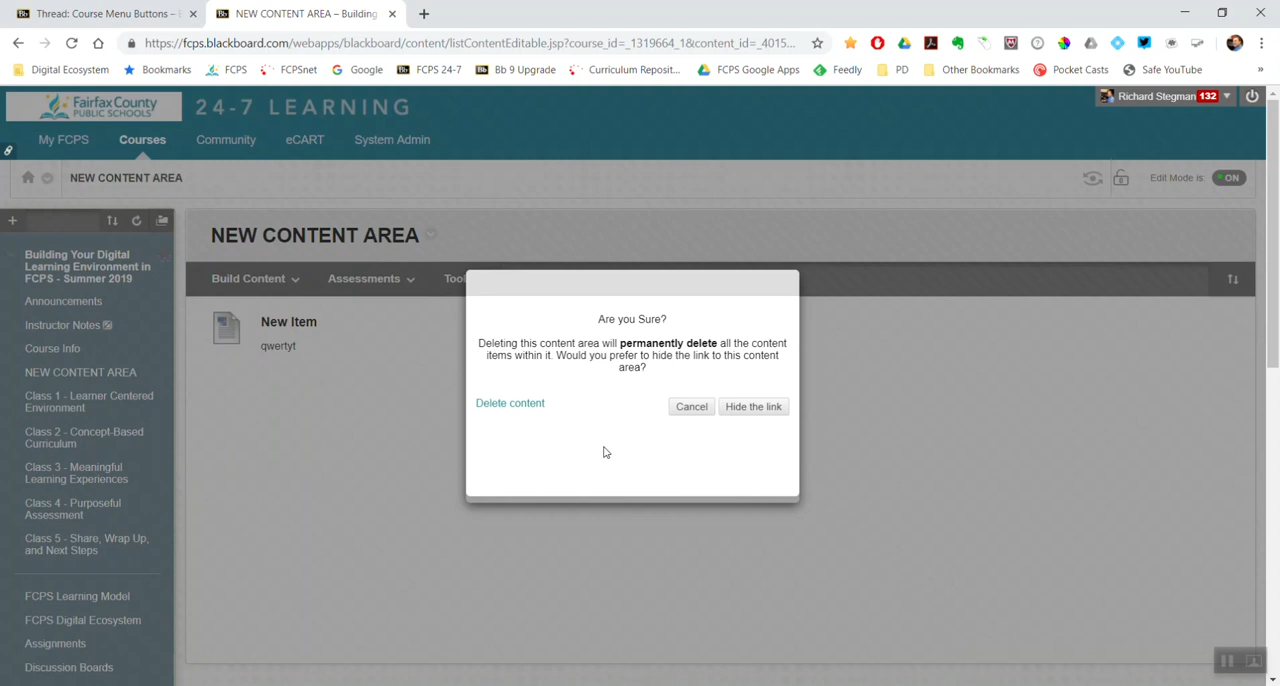 Thread: Course Menu Buttons –
NEW CONTENT AREA – Building
https://fcps.blackboard.com/webapps/blackboard/content/listContentEditable.jsp?course_id=_1319664_1&content_id=_4015...
Digital Ecosystem
Bookmarks
FCPS
FCPSnet
Google
Bb
FCPS 24-7
Bb
Bb 9 Upgrade
Curriculum Reposit...
FCPS Google Apps
Feedly
PD
Other Bookmarks
Pocket Casts
Safe YouTube
»
Fairfax County
PUBLIC SCHOOLS
24-7 LEARNING
Richard Stegman 132
My FCPS
Courses
Community
eCART
System Admin
NEW CONTENT AREA
Edit Mode is:
ON
Building Your Digital
Learning Environment in
FCPS - Summer 2019
Announcements
Instructor Notes
Course Info
NEW CONTENT AREA
Class 1 - Learner Centered
Environment
Class 2 - Concept-Based
Curriculum
Class 3 - Meaningful
Learning Experiences
Class 4 - Purposeful
Assessment
Class 5 - Share, Wrap Up,
and Next Steps
FCPS Learning Model
FCPS Digital Ecosystem
Assignments
Discussion Boards
NEW CONTENT AREA
Build Content
Assessments
Tool
New Item
qwertyt
Are you Sure?
Deleting this content area will permanently delete all the content
items within it. Would you prefer to hide the link to this content
area?
Delete content
Cancel
Hide the link